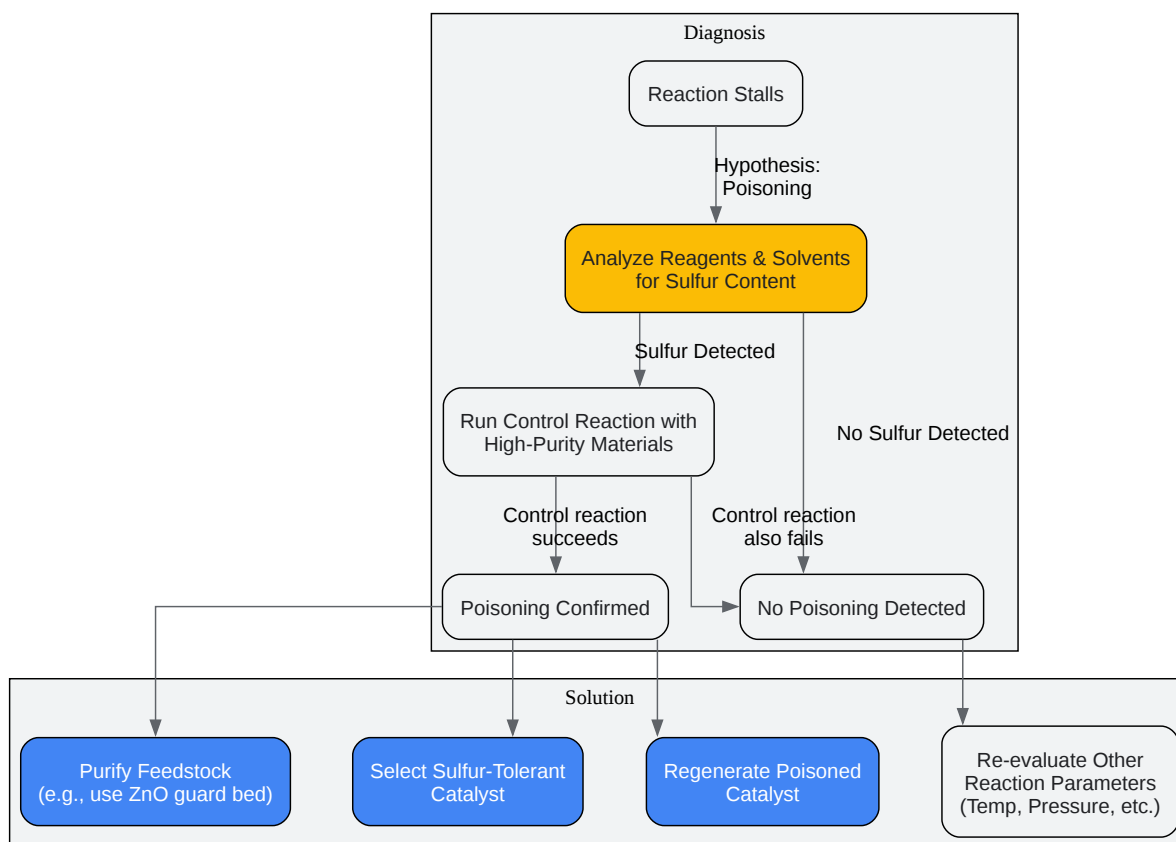 Diagnosis
Reaction Stalls
Hypothesis:
Poisoning
Analyze Reagents & Solvents
for Sulfur Content
Sulfur Detected
Run Control Reaction with
High-Purity Materials
No Sulfur Detected
Control reaction
succeeds
Control reaction
also fails
Poisoning Confirmed
No Poisoning Detected
Solution
Purify Feedstock
(e.g., use ZnO guard bed)
Select Sulfur-Tolerant
Catalyst
Regenerate Poisoned
Catalyst
Re-evaluate Other
Reaction Parameters
(Temp, Pressure, etc.)